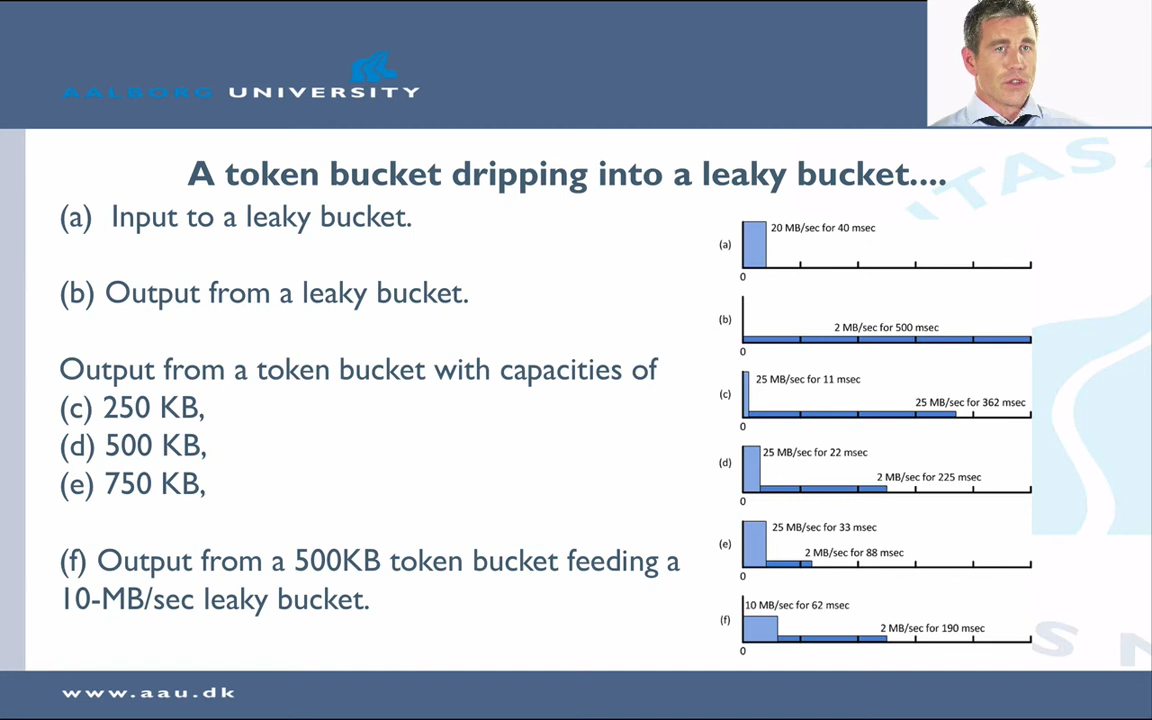 AALBORG UNIVERSITY
A token bucket dripping into a leaky bucket....
(a) Input to a leaky bucket.
(b) Output from a leaky bucket.
Output from a token bucket with capacities of
(c) 250 KB,
(d) 500 KB,
(e) 750 KB,
(f) Output from a 500KB token bucket feeding a
10-MB/sec leaky bucket.
(a)
20 MB/sec for 40 msec
0
(b)
2 MB/sec for 500 msec
0
(c)
25 MB/sec for 11 msec
25 MB/sec for 362 msec
0
(d)
25 MB/sec for 22 msec
2 MB/sec for 225 msec
0
(e)
25 MB/sec for 33 msec
2 MB/sec for 88 msec
0
(f)
10 MB/sec for 62 msec
2 MB/sec for 190 msec
0
www.aau.dk